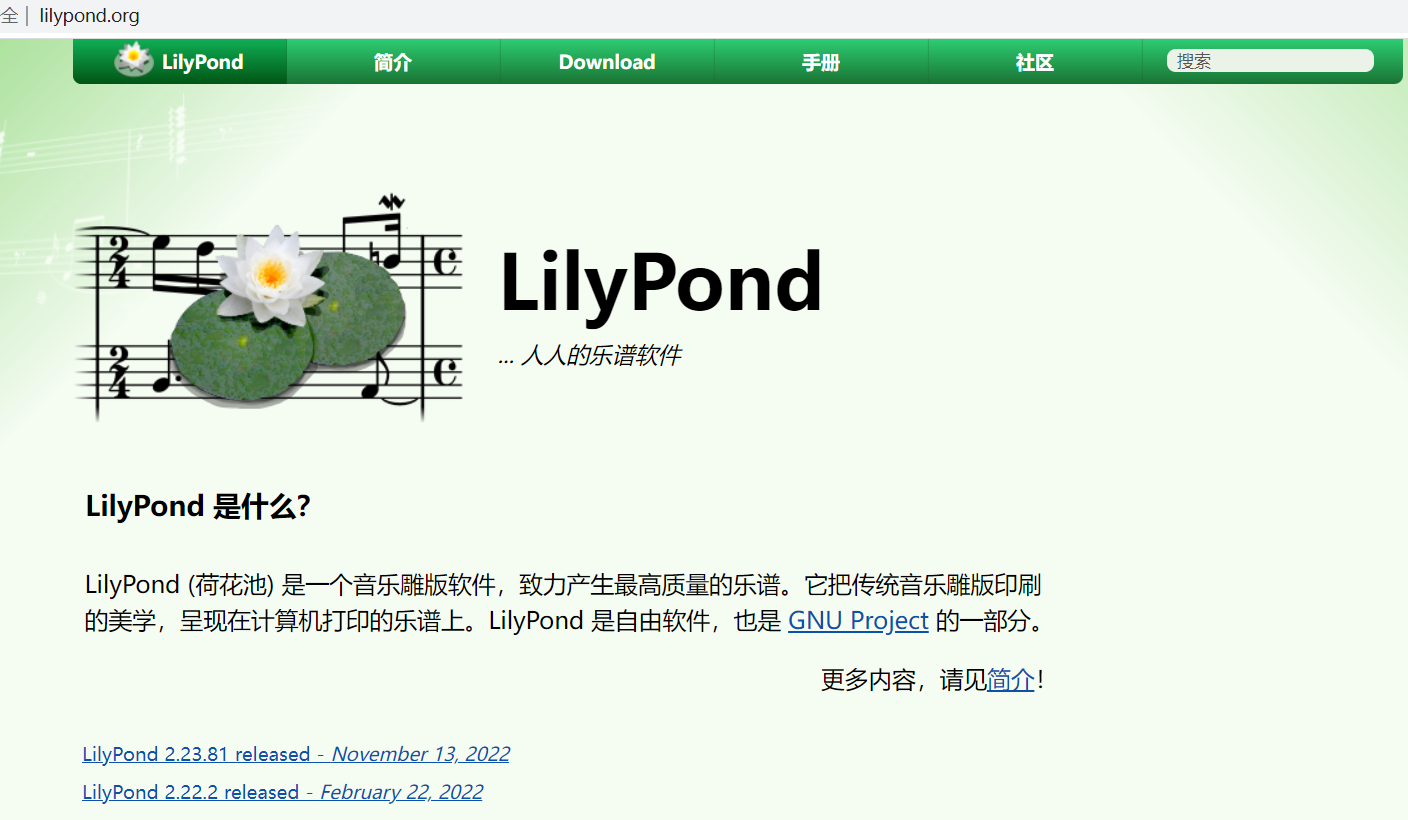 全 | lilypond.org
LilyPond 简介 Download 手册 社区 搜索
LilyPond
... 人人的乐谱软件
LilyPond 是什么？
LilyPond (荷花池) 是一个音乐雕版软件，致力产生最高质量的乐谱。它把传统音乐雕版印刷
的美学，呈现在计算机打印的乐谱上。LilyPond 是自由软件，也是 GNU Project 的一部分。
更多内容，请见简介！
LilyPond 2.23.81 released - November 13, 2022
LilyPond 2.22.2 released - February 22, 2022